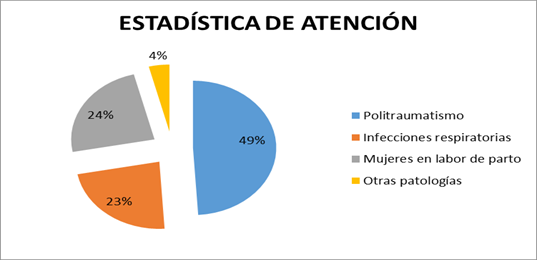 ESTADÍSTICA DE ATENCIÓN
4%
24%
49%
23%
Politraumatismo
Infecciones respiratorias
Mujeres en labor de parto
Otras patologías